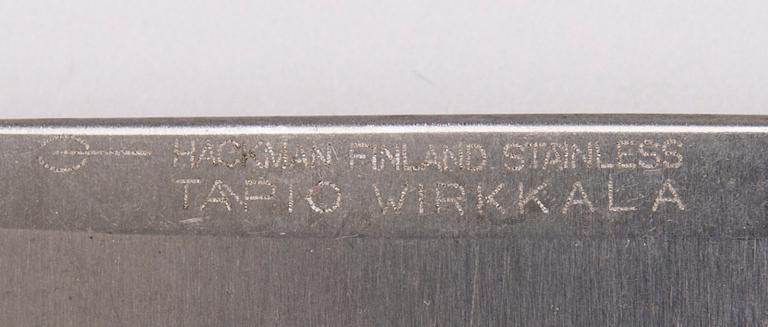 HACKMAN FINLAND STAINLESS
TAPIO WIRKKALA